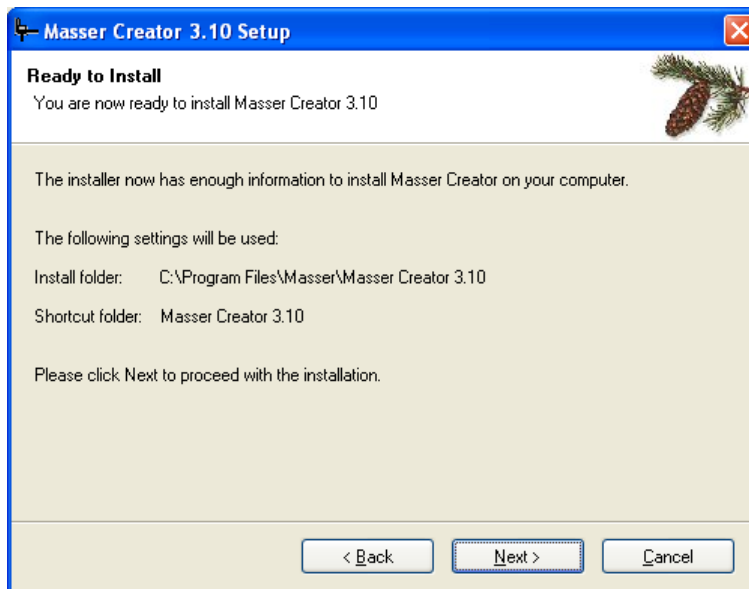 Masser Creator 3.10 Setup
Ready to Install
You are now ready to install Masser Creator 3.10
The installer now has enough information to install Masser Creator on your computer.
The following settings will be used:
Install folder: C:\Program Files\Masser\Masser Creator 3.10
Shortcut folder: Masser Creator 3.10
Please click Next to proceed with the installation.
< Back Next > Cancel